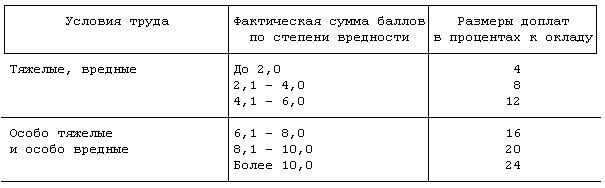 Условия труда Фактическая сумма баллов Размеры доплат
по степени вредности в процентах к окладу
Тяжелые, вредные До 2,0 4
2,1 - 4,0 8
4,1 - 6,0 12
Особо тяжелые 6,1 - 8,0 16
и особо вредные 8,1 - 10,0 20
Более 10,0 24